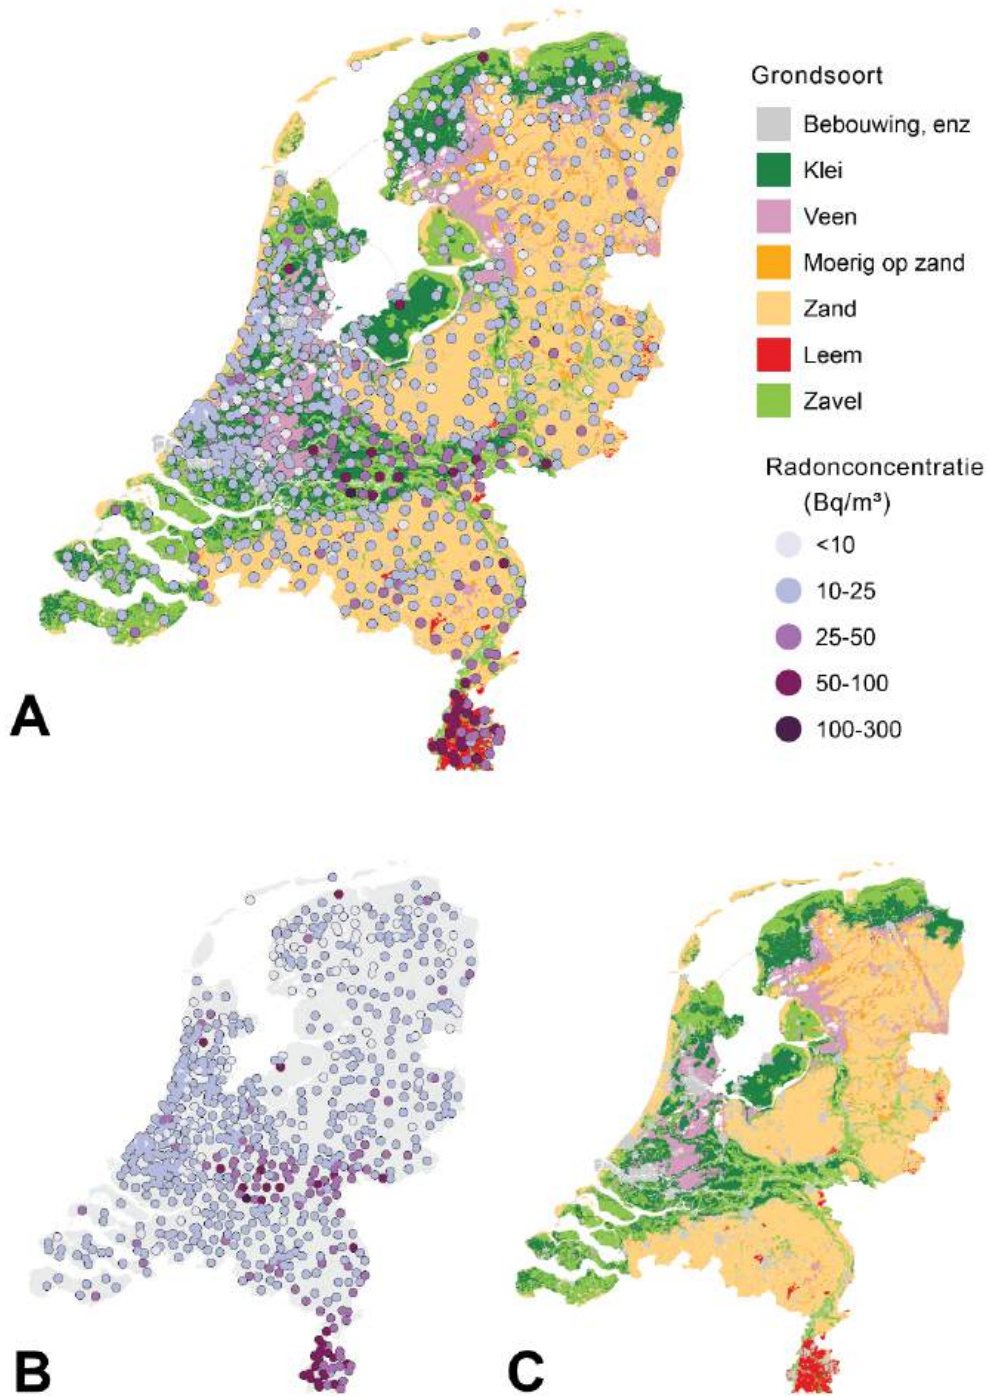 Grondsoort
Bebouwing, enz
Klei
Veen
Moerig op zand
Zand
Leem
Zavel
Radonconcentratie
(Bq/m³)
<10
10-25
25-50
50-100
100-300
A
B
C